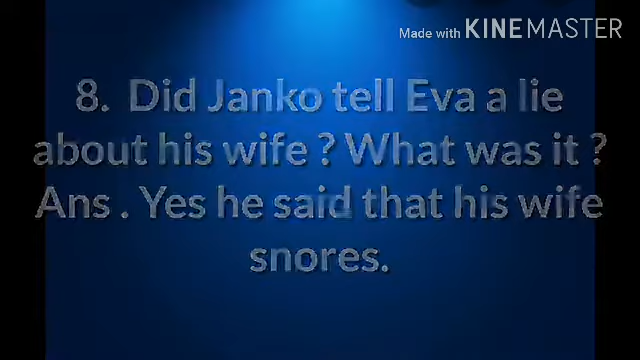 Made with KINEMASTER
8. Did Janko tell Eva a lie
about his wife ? What was it ?
Ans . Yes he said that his wife
snores.